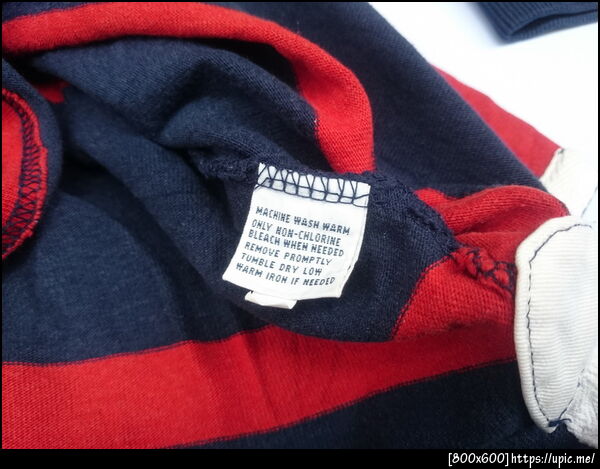 MACHINE WASH WARM
ONLY NON-CHLORINE
BLEACH WHEN NEEDED
REMOVE PROMPTLY
TUMBLE DRY LOW
WARM IRON IF NEEDED
[800x600]https://upic.me/